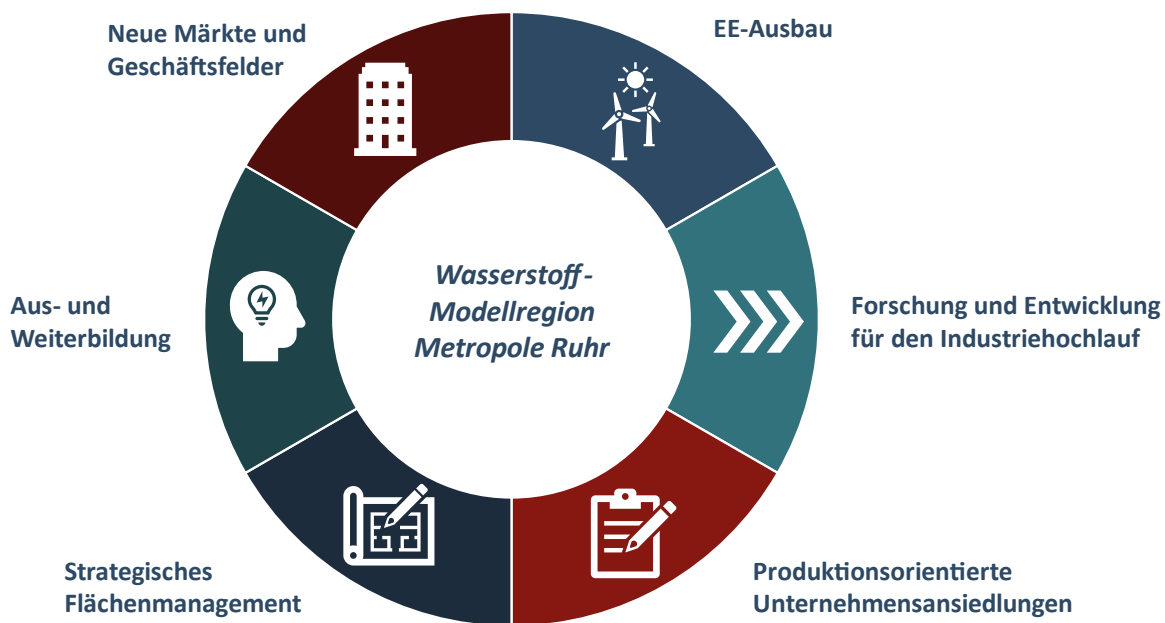 Neue Märkte und
Geschäftsfelder
EE-Ausbau
Aus- und
Weiterbildung
Wasserstoff-
Modellregion
Metropole Ruhr
Forschung und Entwicklung
für den Industriehochlauf
Strategisches
Flächenmanagement
Produktionsorientierte
Unternehmensansiedlungen